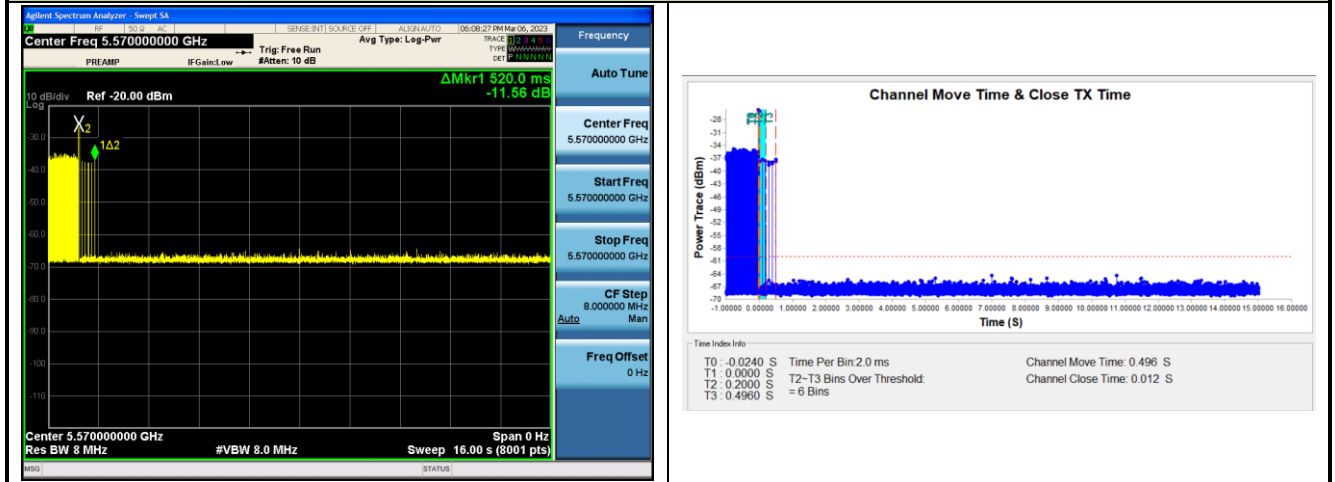 Agilent Spectrum Analyzer - Swept SA
RF 50 Ω AC SENSE:INT SOURCE OFF ALIGN AUTO 06:08:27 PM Mar 06, 2023
Center Freq 5.570000000 GHz
Avg Type: Log-Pwr
TRACE 1 2 3 4 5 6
TYPE
DET P N N N N N
Trig: Free Run
PREAMP IFGain:Low #Atten: 10 dB
ΔMkr1 520.0 ms
-11.56 dB
10 dB/div Ref -20.00 dBm
Log
2
1Δ2
-30.0
-40.0
-50.0
-60.0
-70.0
-80.0
-90.0
-100
-110
Center 5.570000000 GHz Span 0 Hz
Res BW 8 MHz #VBW 8.0 MHz Sweep 16.00 s (8001 pts)
MSG STATUS
Frequency
Auto Tune
Center Freq
5.570000000 GHz
Start Freq
5.570000000 GHz
Stop Freq
5.570000000 GHz
CF Step
8.000000 MHz
Auto Man
Freq Offset
0 Hz
Channel Move Time & Close TX Time
Power Trace (dBm)
-28
-31
-34
-37
-40
-43
-46
-49
-52
-55
-58
-61
-64
-67
-70
T3
-1.00000 0.00000 1.00000 2.00000 3.00000 4.00000 5.00000 6.00000 7.00000 8.00000 9.00000 10.00000 11.00000 12.00000 13.00000 14.00000 15.00000 16.00000
Time (S)
Time Index Info
T0 : -0.0240 S Time Per Bin:2.0 ms Channel Move Time: 0.496 S
T1 : 0.0000 S
T2 : 0.2000 S T2~T3 Bins Over Threshold: Channel Close Time: 0.012 S
T3 : 0.4960 S = 6 Bins